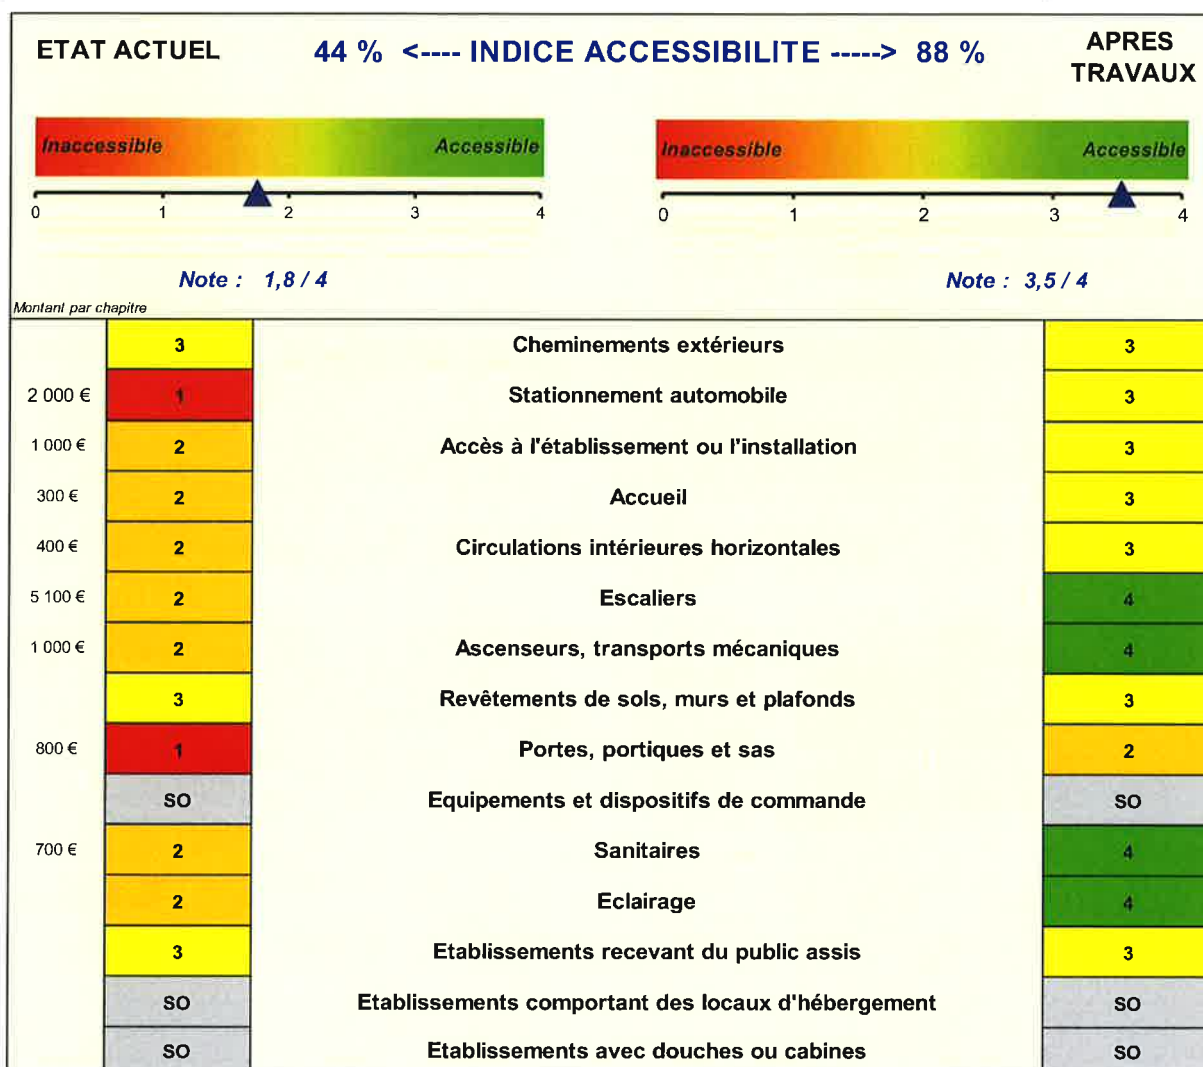 ETAT ACTUEL 44 % <---- INDICE ACCESSIBILITE -----> 88 % APRES TRAVAUX
Inaccessible Accessible Inaccessible Accessible
0 1 2 3 4 0 1 2 3 4
Note : 1,8 / 4 Note : 3,5 / 4
Montant par chapitre
3 Cheminements extérieurs 3
2 000 € 1 Stationnement automobile 3
1 000 € 2 Accès à l'établissement ou l'installation 3
300 € 2 Accueil 3
400 € 2 Circulations intérieures horizontales 3
5 100 € 2 Escaliers 4
1 000 € 2 Ascenseurs, transports mécaniques 4
3 Revêtements de sols, murs et plafonds 3
800 € 1 Portes, portiques et sas 2
SO Equipements et dispositifs de commande SO
700 € 2 Sanitaires 4
2 Eclairage 4
3 Etablissements recevant du public assis 3
SO Etablissements comportant des locaux d'hébergement SO
SO Etablissements avec douches ou cabines SO